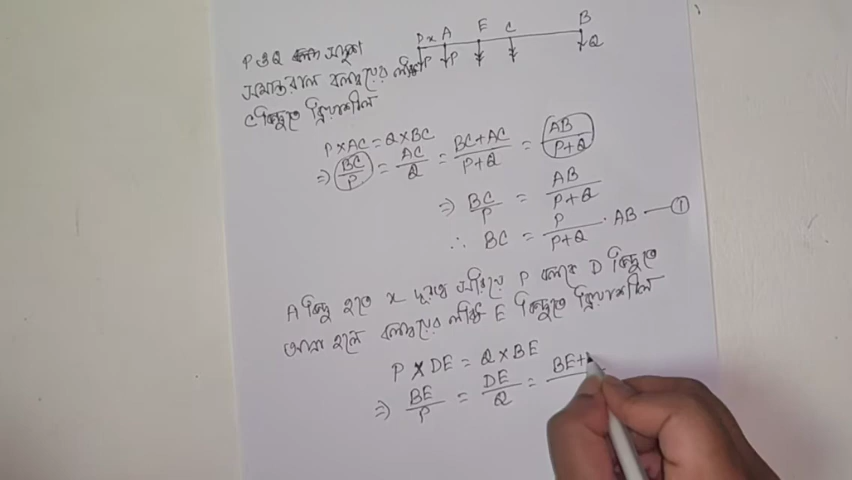 D x A E C B
P P Q
P ও Q সদৃশ
সমান্তরাল বলদ্বয়ের লব্ধি
C বিন্দুতে ক্রিয়াশীল
P × AC = Q × BC
⇒ BC/P = AC/Q = BC+AC/P+Q = AB/P+Q
⇒ BC/P = AB/P+Q
∴ BC = P/P+Q · AB —— ①
A বিন্দু হতে x দূরত্বে সরিয়ে P বলকে D বিন্দুতে
আনা হলে বলদ্বয়ের লব্ধি E বিন্দুতে ক্রিয়াশীল
P × DE = Q × BE
⇒ BE/P = DE/Q = BE+